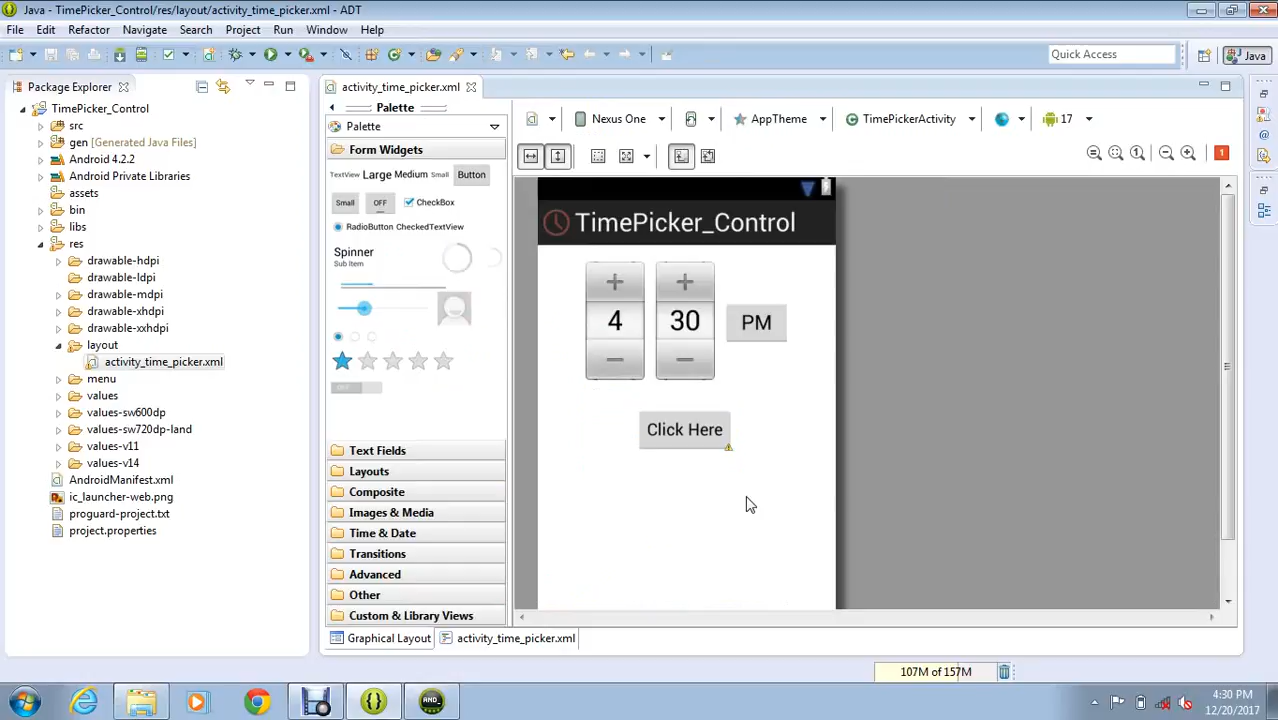 Java - TimePicker_Control/res/layout/activity_time_picker.xml - ADT
File Edit Refactor Navigate Search Project Run Window Help
Quick Access
Java
Package Explorer
TimePicker_Control
src
gen [Generated Java Files]
Android 4.2.2
Android Private Libraries
assets
bin
libs
res
drawable-hdpi
drawable-ldpi
drawable-mdpi
drawable-xhdpi
drawable-xxhdpi
layout
activity_time_picker.xml
menu
values
values-sw600dp
values-sw720dp-land
values-v11
values-v14
AndroidManifest.xml
ic_launcher-web.png
proguard-project.txt
project.properties
activity_time_picker.xml
Palette
Palette
Form Widgets
TextView Large Medium Small Button
Small OFF CheckBox
RadioButton CheckedTextView
Spinner
Sub Item
OFF
Text Fields
Layouts
Composite
Images & Media
Time & Date
Transitions
Advanced
Other
Custom & Library Views
Graphical Layout activity_time_picker.xml
Nexus One AppTheme TimePickerActivity 17
1
TimePicker_Control
+ +
4 30 PM
− −
Click Here
107M of 157M
AND_
4:30 PM
12/20/2017